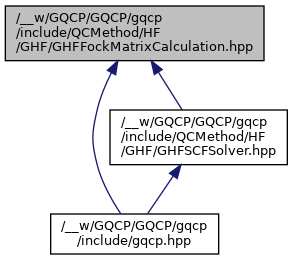 /__w/GQCP/GQCP/gqcp
/include/QCMethod/HF
/GHF/GHFFockMatrixCalculation.hpp
/__w/GQCP/GQCP/gqcp
/include/QCMethod/HF
/GHF/GHFSCFSolver.hpp
/__w/GQCP/GQCP/gqcp
/include/gqcp.hpp